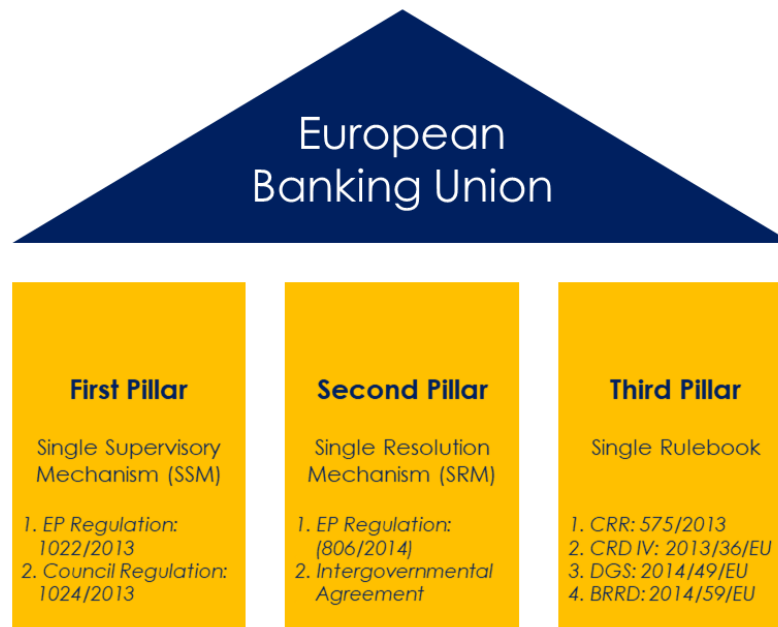 European
Banking Union
First Pillar
Single Supervisory
Mechanism (SSM)
1. EP Regulation:
1022/2013
2. Council Regulation:
1024/2013
Second Pillar
Single Resolution
Mechanism (SRM)
1. EP Regulation:
(806/2014)
2. Intergovernmental
Agreement
Third Pillar
Single Rulebook
1. CRR: 575/2013
2. CRD IV: 2013/36/EU
3. DGS: 2014/49/EU
4. BRRD: 2014/59/EU